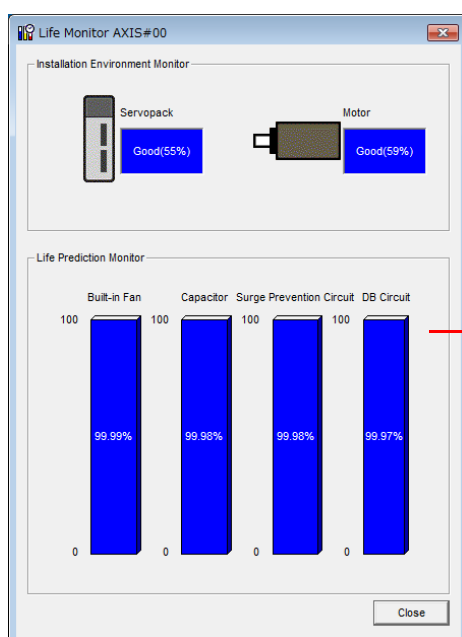 Life Monitor AXIS#00
Installation Environment Monitor
Servopack Motor
Good(55%) Good(59%)
Life Prediction Monitor
Built-in Fan Capacitor Surge Prevention Circuit DB Circuit
100 100 100 100
99.99% 99.98% 99.98% 99.97%
0 0 0 0
Close